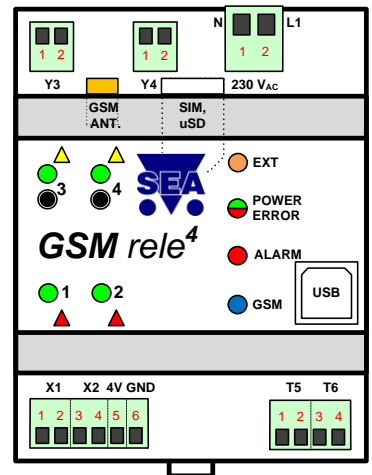 N L1
1 2 1 2 1 2
Y3 Y4 230 VAC
GSM ANT. SIM, uSD
3 4 SEA EXT
POWER ERROR
GSM rele4
ALARM
1 2 GSM USB
X1 X2 4V GND T5 T6
1 2 3 4 5 6 1 2 3 4